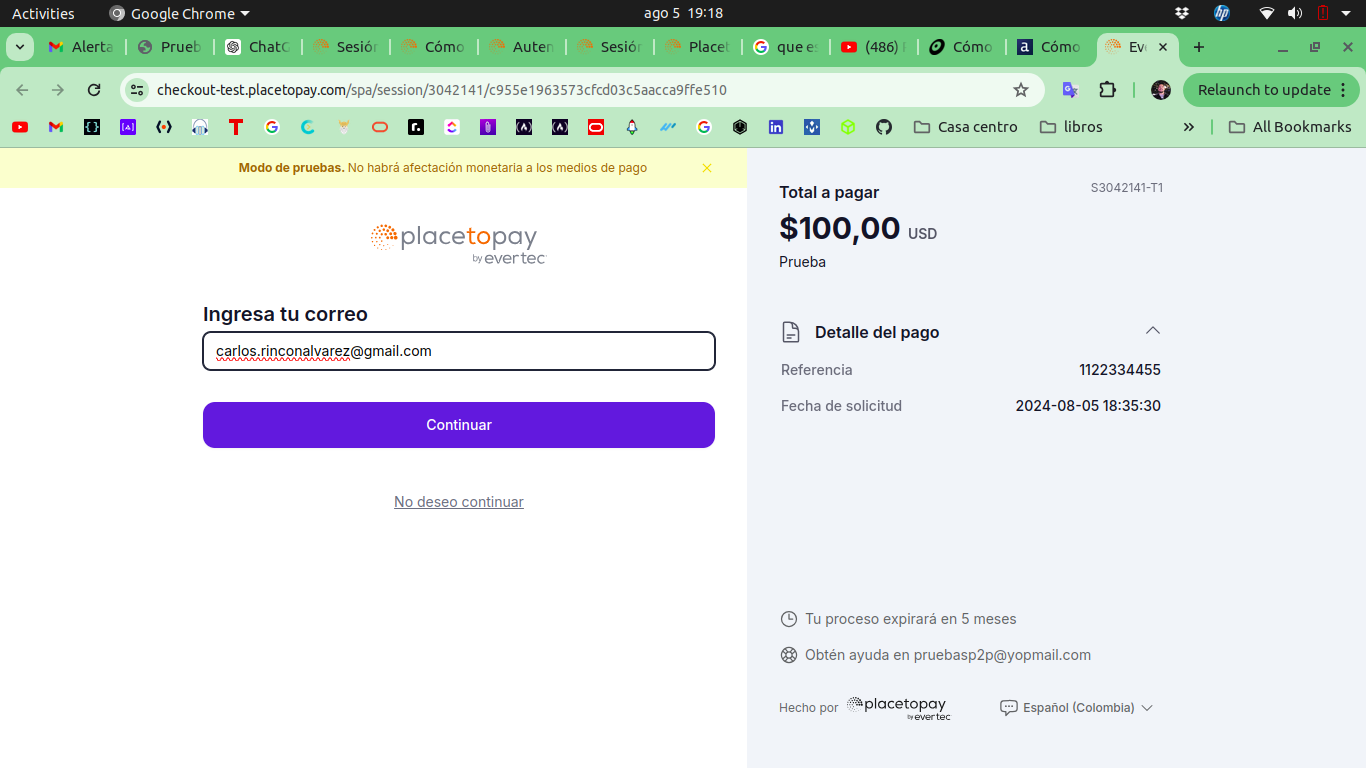 Activities Google Chrome ago 5 19:18
Alerta Prueb ChatG Sesión Cómo Auten Sesión Placet que es (486) Cómo Cómo Eve
checkout-test.placetopay.com/spa/session/3042141/c955e1963573cfcd03c5aacca9ffe510 Relaunch to update
Casa centro libros All Bookmarks
Modo de pruebas. No habrá afectación monetaria a los medios de pago
placetopay
by evertec
Ingresa tu correo
carlos.rinconalvarez@gmail.com
Continuar
No deseo continuar
Total a pagar S3042141-T1
$100,00 USD
Prueba
Detalle del pago
Referencia 1122334455
Fecha de solicitud 2024-08-05 18:35:30
Tu proceso expirará en 5 meses
Obtén ayuda en pruebasp2p@yopmail.com
Hecho por placetopay by evertec Español (Colombia)